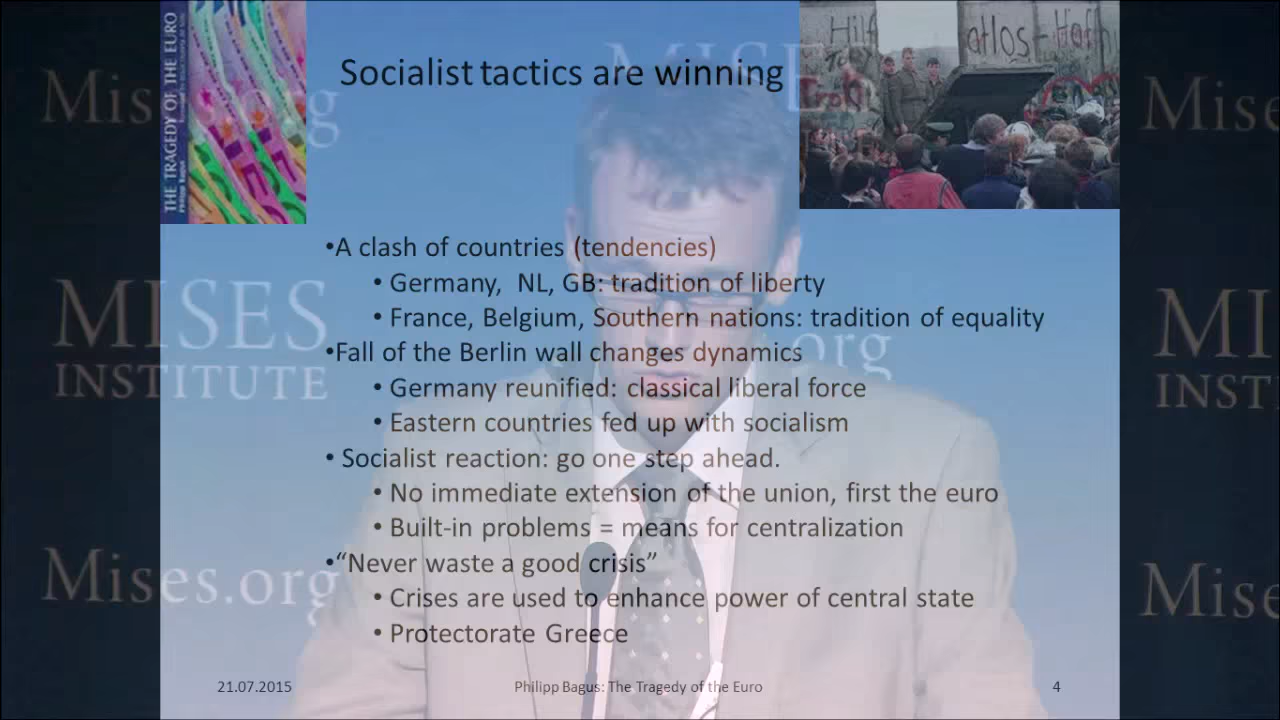 Socialist tactics are winning
THE TRAGEDY OF THE EURO
Philipp Bagus
Hilf
Mises.org
MISES
Mises.org
•A clash of countries (tendencies)
•Germany, NL, GB: tradition of liberty
•France, Belgium, Southern nations: tradition of equality
•Fall of the Berlin wall changes dynamics
•Germany reunified: classical liberal force
•Eastern countries fed up with socialism
• Socialist reaction: go one step ahead.
•No immediate extension of the union, first the euro
•Built-in problems = means for centralization
•“Never waste a good crisis”
•Crises are used to enhance power of central state
•Protectorate Greece
MISES
INSTITUTE
.org
MI
INST
Mises.org
Mises.
21.07.2015
Philipp Bagus: The Tragedy of the Euro
4